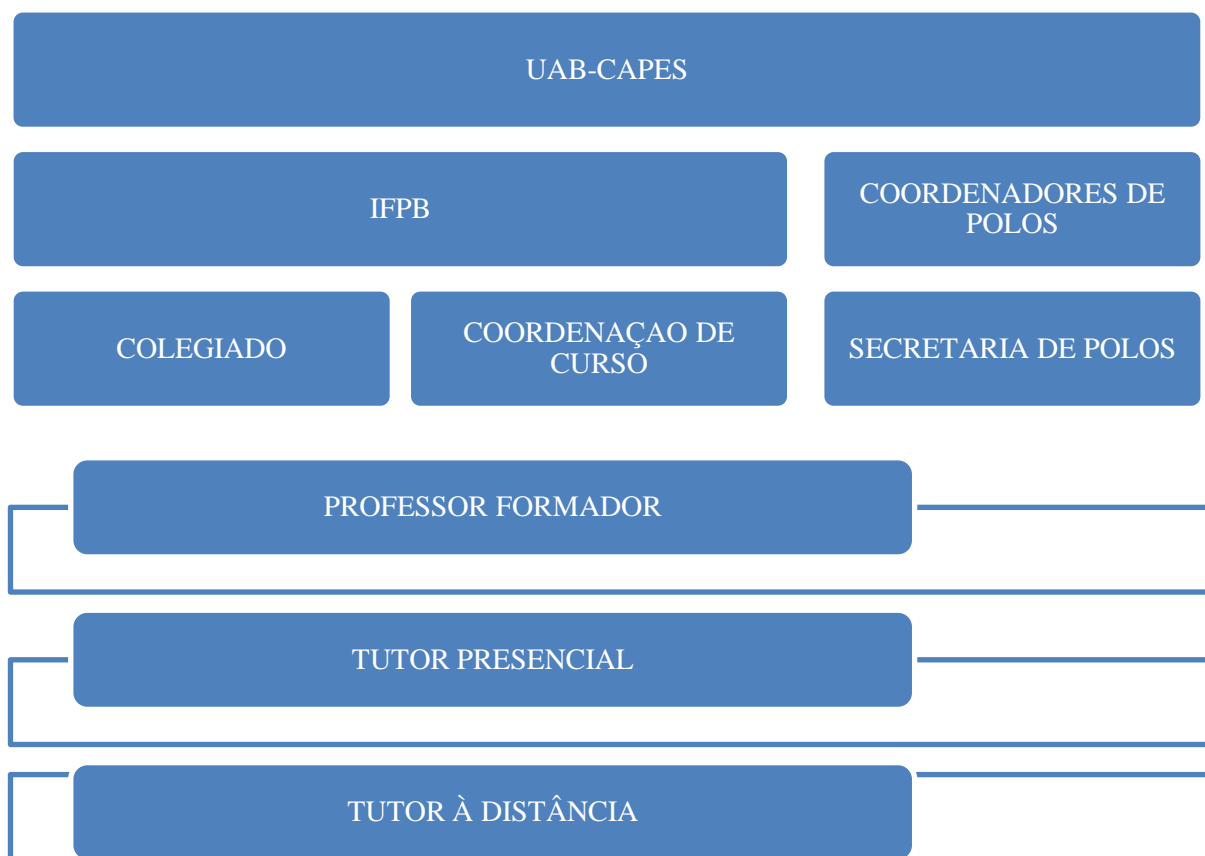 UAB-CAPES
IFPB
COORDENADORES DE
POLOS
COLEGIADO
COORDENAÇAO DE
CURSO
SECRETARIA DE POLOS
PROFESSOR FORMADOR
TUTOR PRESENCIAL
TUTOR À DISTÂNCIA